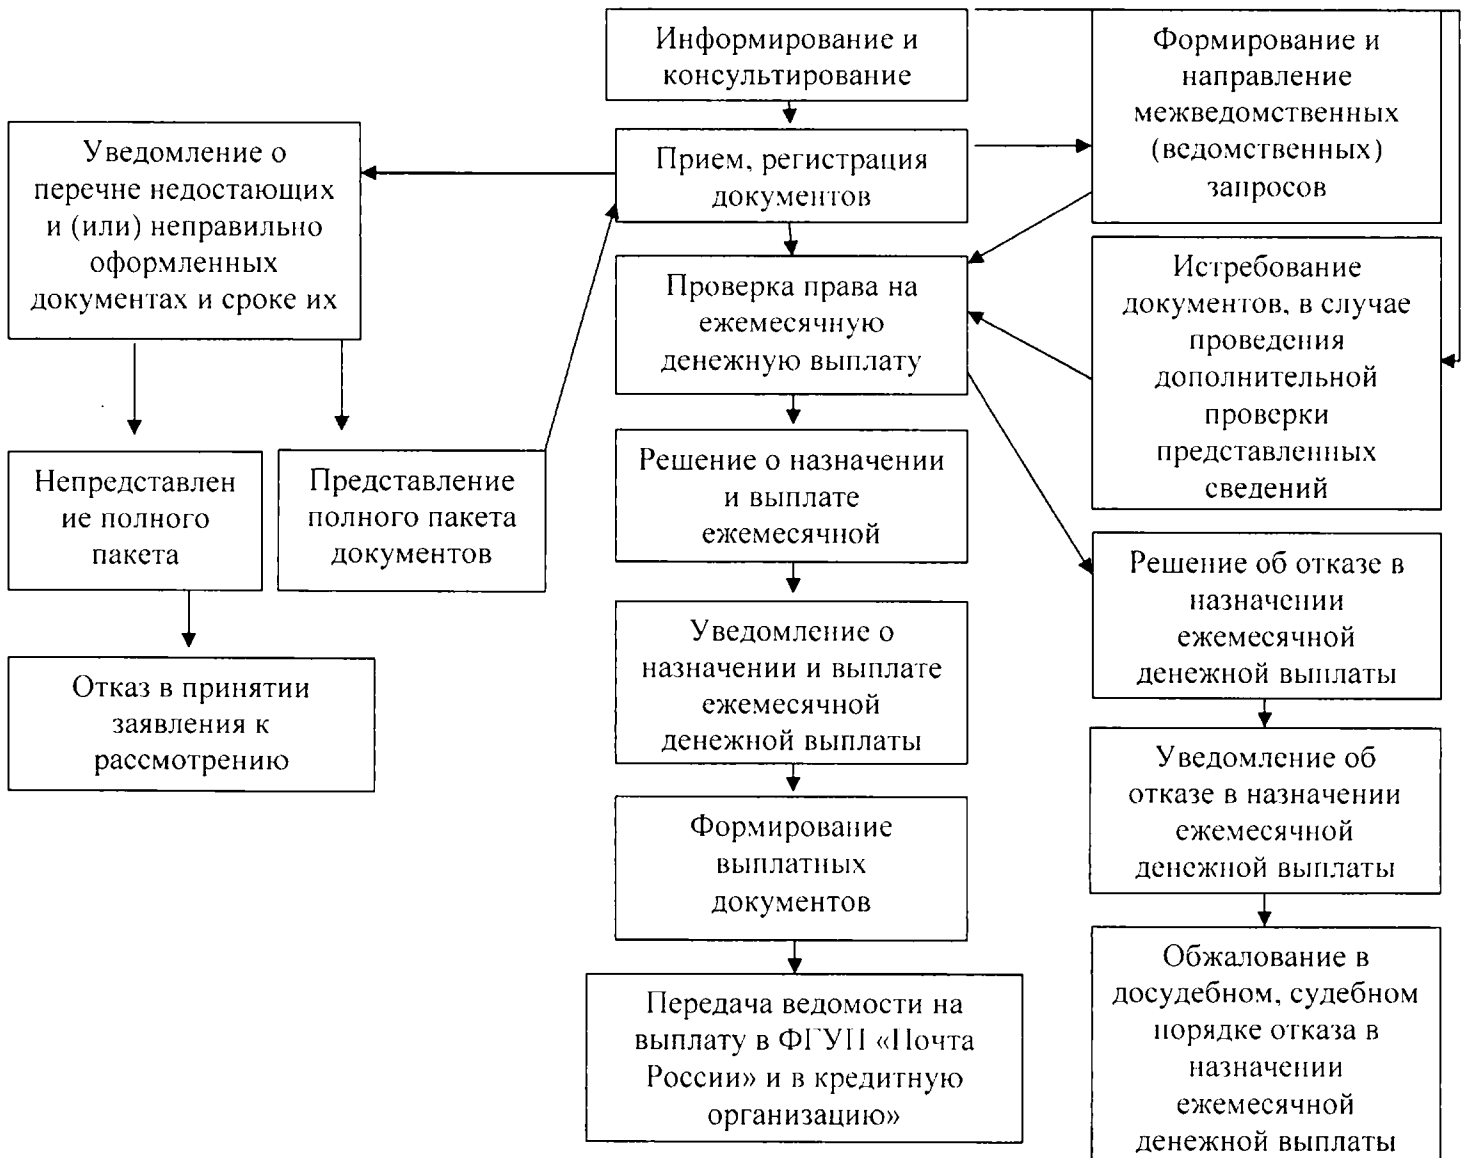 Информирование и
консультирование
Формирование и
направление
межведомственных
(ведомственных)
запросов
Уведомление о
перечне недостающих
и (или) неправильно
оформленных
документах и сроке их
Прием, регистрация
документов
Проверка права на
ежемесячную
денежную выплату
Истребование
документов, в случае
проведения
дополнительной
проверки
представленных
сведений
Непредставлен
ие полного
пакета
Представление
полного пакета
документов
Решение о назначении
и выплате
ежемесячной
Решение об отказе в
назначении
ежемесячной
денежной выплаты
Отказ в принятии
заявления к
рассмотрению
Уведомление о
назначении и выплате
ежемесячной
денежной выплаты
Уведомление об
отказе в назначении
ежемесячной
денежной выплаты
Формирование
выплатных
документов
Передача ведомости на
выплату в ФГУП «Почта
России» и в кредитную
организацию»
Обжалование в
досудебном, судебном
порядке отказа в
назначении
ежемесячной
денежной выплаты